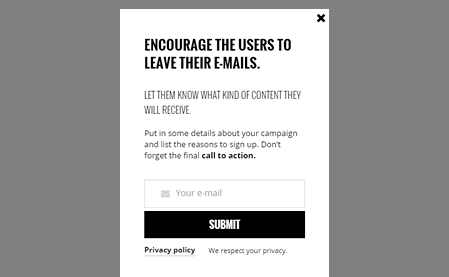 ENCOURAGE THE USERS TO
LEAVE THEIR E-MAILS.
LET THEM KNOW WHAT KIND OF CONTENT THEY
WILL RECEIVE.
Put in some details about your campaign
and list the reasons to sign up. Don't
forget the final call to action.
Your e-mail
SUBMIT
Privacy policy We respect your privacy.